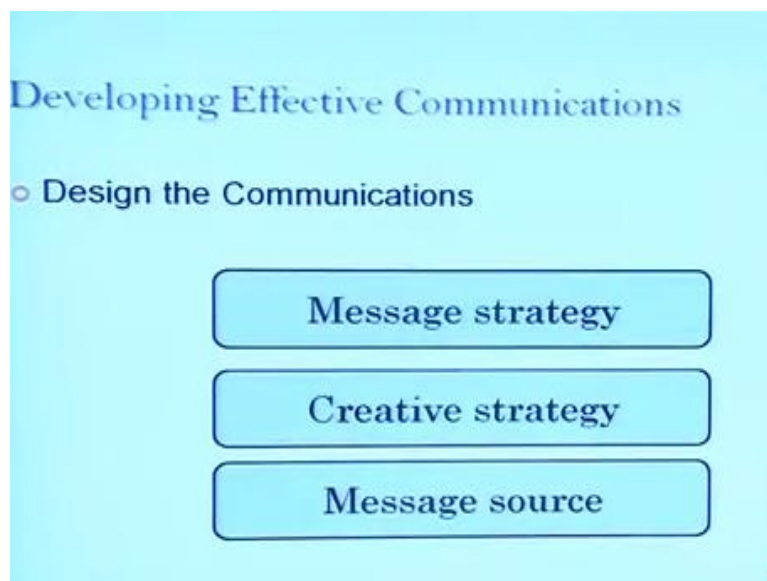 Developing Effective Communications
Design the Communications
Message strategy
Creative strategy
Message source